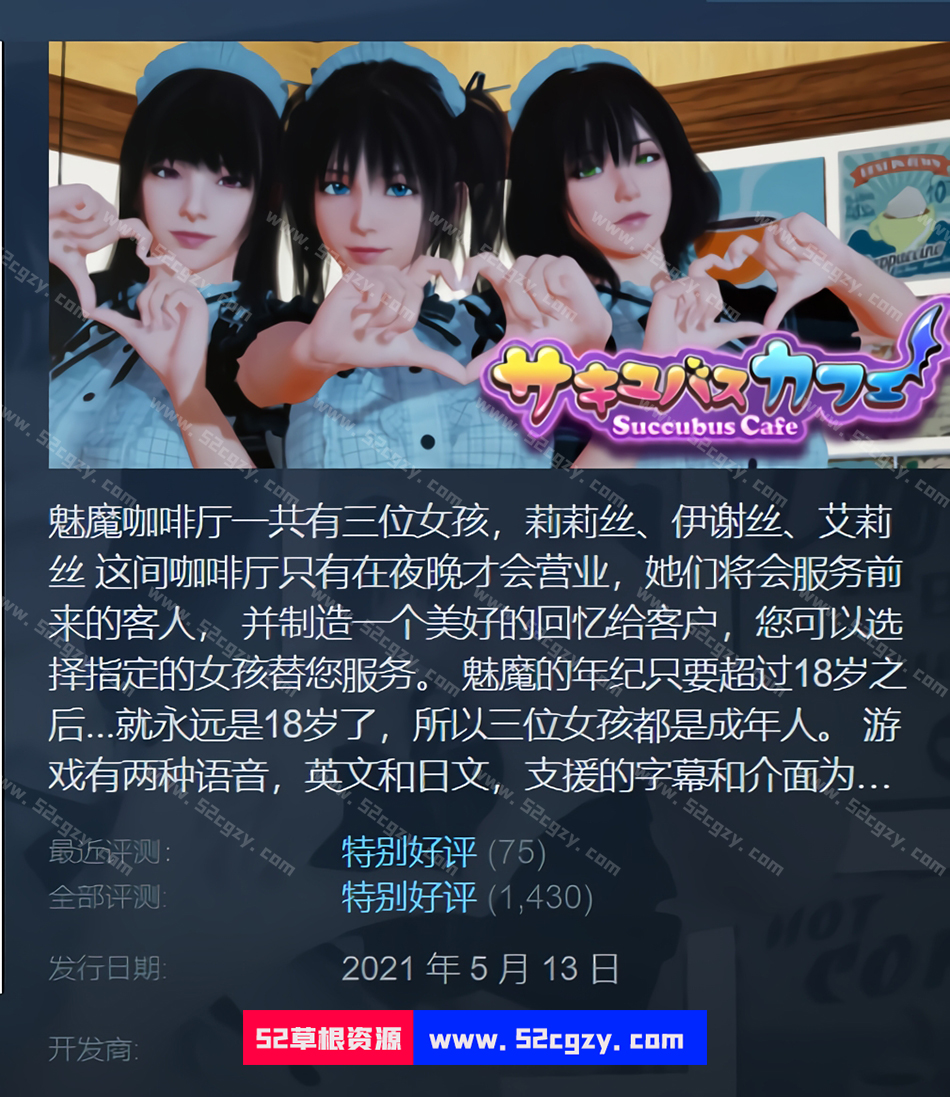 BEST IN TOWN
Cappuccino
サキュバスカフェ
Succubus Cafe
魅魔咖啡厅一共有三位女孩，莉莉丝、伊谢丝、艾莉
丝 这间咖啡厅只有在夜晚才会营业，她们将会服务前
来的客人， 并制造一个美好的回忆给客户，您可以选
择指定的女孩替您服务。 魅魔的年纪只要超过18岁之
后...就永远是18岁了，所以三位女孩都是成年人。 游
戏有两种语音，英文和日文，支援的字幕和介面为…
最近评测: 特别好评 (75)
全部评测: 特别好评 (1,430)
发行日期: 2021 年 5 月 13 日
HOT
开发商:
52草根资源 www.52cgzy.com